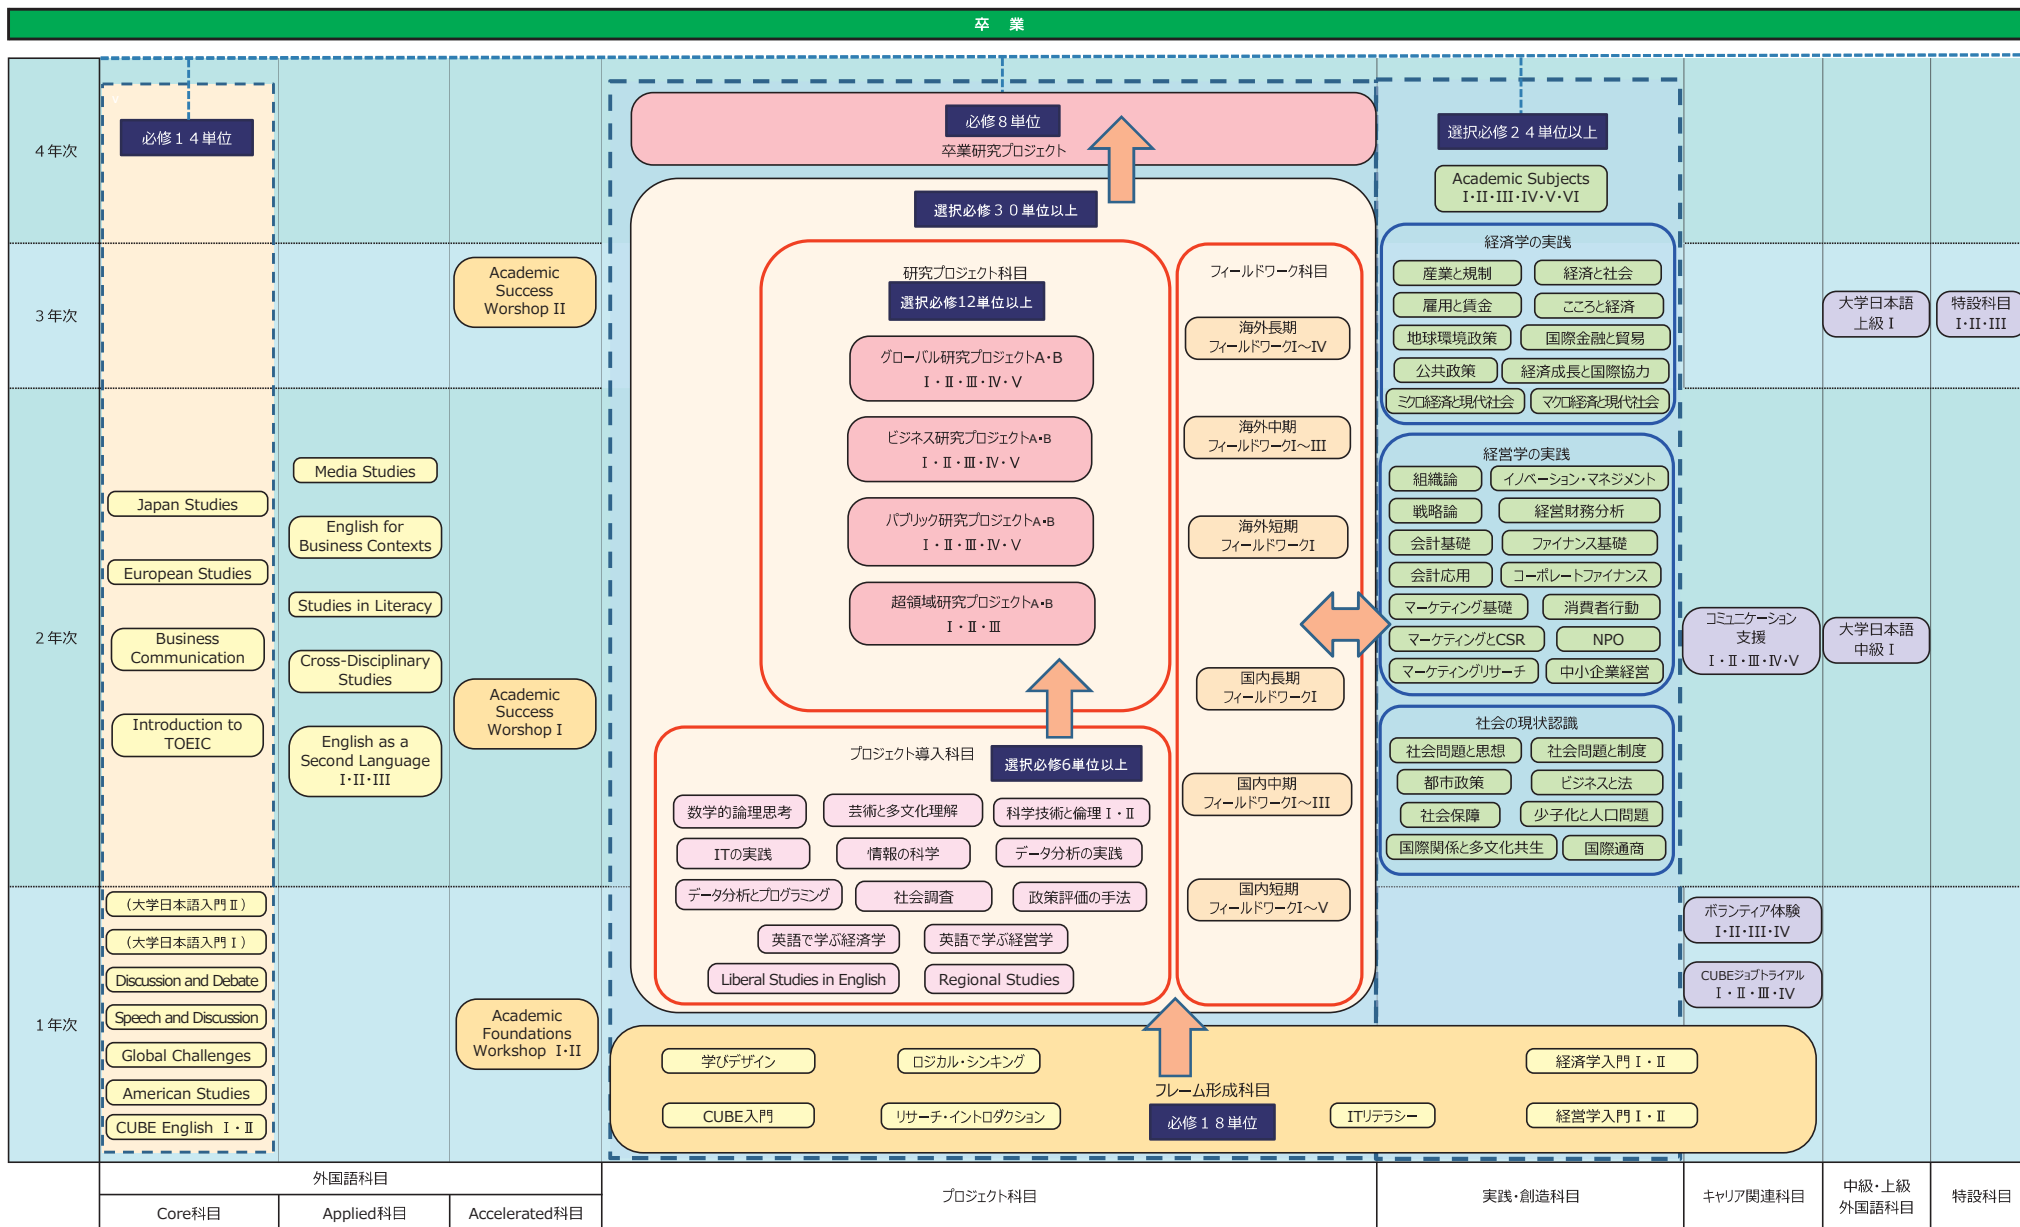 卒　業
4年次
3年次
2年次
1年次
必修14単位
Japan Studies
European Studies
Business
Communication
Introduction to
TOEIC
(大学日本語入門Ⅱ)
(大学日本語入門Ⅰ)
Discussion and Debate
Speech and Discussion
Global Challenges
American Studies
CUBE English Ⅰ・Ⅱ
Media Studies
English for
Business Contexts
Studies in Literacy
Cross-Disciplinary
Studies
English as a
Second Language
I・II・III
Academic
Success
Worshop II
Academic
Success
Worshop I
Academic
Foundations
Workshop I・II
必修8単位
卒業研究プロジェクト
選択必修30単位以上
研究プロジェクト科目
選択必修12単位以上
グローバル研究プロジェクトA・B
Ⅰ・Ⅱ・Ⅲ・Ⅳ・Ⅴ
ビジネス研究プロジェクトA・B
Ⅰ・Ⅱ・Ⅲ・Ⅳ・Ⅴ
パブリック研究プロジェクトA・B
Ⅰ・Ⅱ・Ⅲ・Ⅳ・Ⅴ
超領域研究プロジェクトA・B
Ⅰ・Ⅱ・Ⅲ
フィールドワーク科目
海外長期
フィールドワークI～IV
海外中期
フィールドワークI～III
海外短期
フィールドワークI
国内長期
フィールドワークI
国内中期
フィールドワークI～III
国内短期
フィールドワークI～V
プロジェクト導入科目
選択必修6単位以上
数学的論理思考
芸術と多文化理解
科学技術と倫理Ⅰ・Ⅱ
ITの実践
情報の科学
データ分析の実践
データ分析とプログラミング
社会調査
政策評価の手法
英語で学ぶ経済学
英語で学ぶ経営学
Liberal Studies in English
Regional Studies
学びデザイン
ロジカル・シンキング
経済学入門Ⅰ・Ⅱ
フレーム形成科目
必修18単位
CUBE入門
リサーチ・イントロダクション
ITリテラシー
経営学入門Ⅰ・Ⅱ
選択必修24単位以上
Academic Subjects
I・II・III・IV・V・VI
経済学の実践
産業と規制
経済と社会
雇用と賃金
こころと経済
地球環境政策
国際金融と貿易
公共政策
経済成長と国際協力
ミクロ経済と現代社会
マクロ経済と現代社会
経営学の実践
組織論
イノベーション・マネジメント
戦略論
経営財務分析
会計基礎
ファイナンス基礎
会計応用
コーポレートファイナンス
マーケティング基礎
消費者行動
マーケティングとCSR
NPO
マーケティングリサーチ
中小企業経営
社会の現状認識
社会問題と思想
社会問題と制度
都市政策
ビジネスと法
社会保障
少子化と人口問題
国際関係と多文化共生
国際通商
コミュニケーション
支援
Ⅰ・Ⅱ・Ⅲ・Ⅳ・Ⅴ
ボランティア体験
I・II・III・IV
CUBEジョブトライアル
Ⅰ・Ⅱ・Ⅲ・Ⅳ
大学日本語
上級Ⅰ
大学日本語
中級Ⅰ
特設科目
I・II・III
外国語科目
Core科目
Applied科目
Accelerated科目
プロジェクト科目
実践・創造科目
キャリア関連科目
中級・上級
外国語科目
特設科目